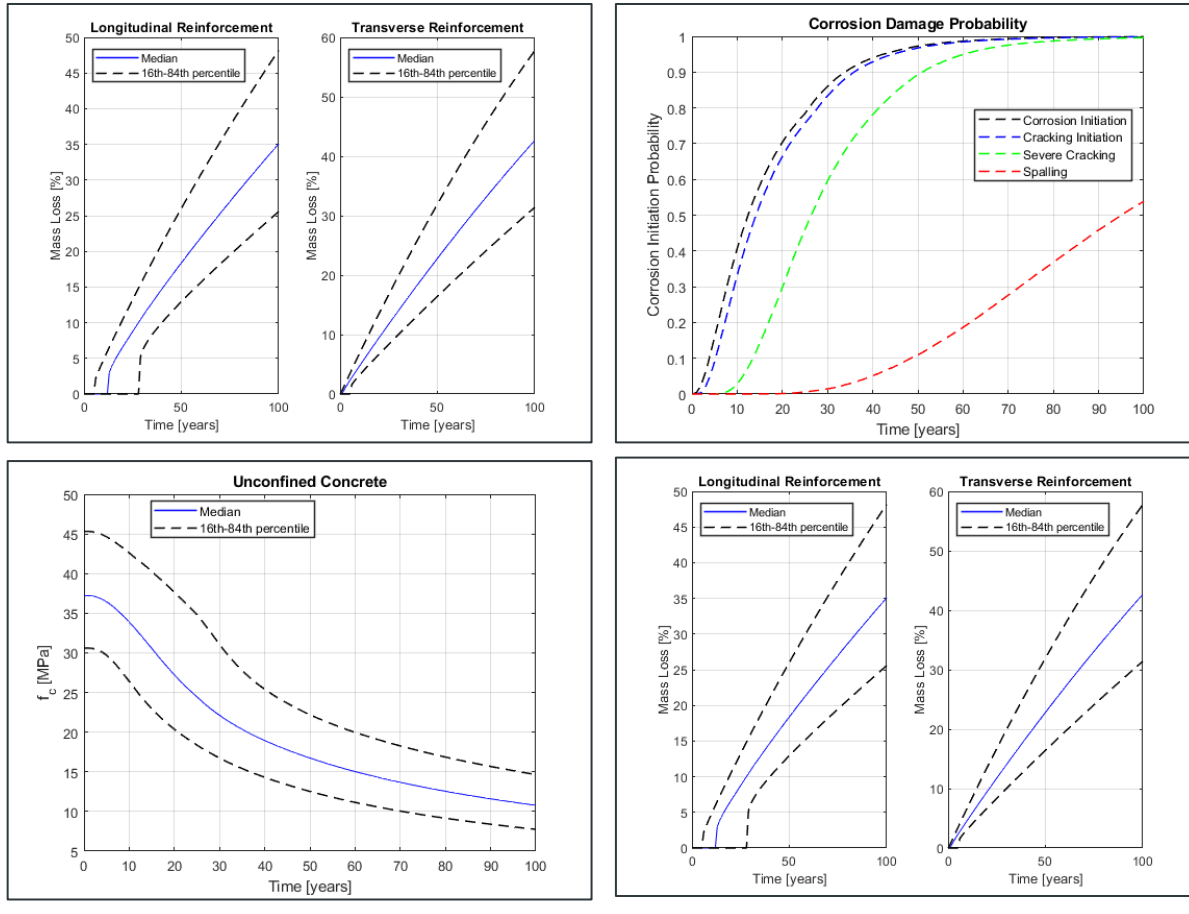 Longitudinal Reinforcement
Median
16th-84th percentile
Mass Loss [%]
50
45
40
35
30
25
20
15
10
5
0
0 50 100
Time [years]
Transverse Reinforcement
Median
16th-84th percentile
Mass Loss [%]
60
50
40
30
20
10
0
0 50 100
Time [years]
Corrosion Damage Probability
Corrosion Initiation Probability
1
0.9
0.8
0.7
0.6
0.5
0.4
0.3
0.2
0.1
0
Corrosion Initiation
Cracking Initiation
Severe Cracking
Spalling
0 10 20 30 40 50 60 70 80 90 100
Time [years]
Unconfined Concrete
Median
16th-84th percentile
f_c [MPa]
50
45
40
35
30
25
20
15
10
5
0 10 20 30 40 50 60 70 80 90 100
Time [years]
Longitudinal Reinforcement
Median
16th-84th percentile
Mass Loss [%]
50
45
40
35
30
25
20
15
10
5
0
0 50 100
Time [years]
Transverse Reinforcement
Median
16th-84th percentile
Mass Loss [%]
60
50
40
30
20
10
0
0 50 100
Time [years]